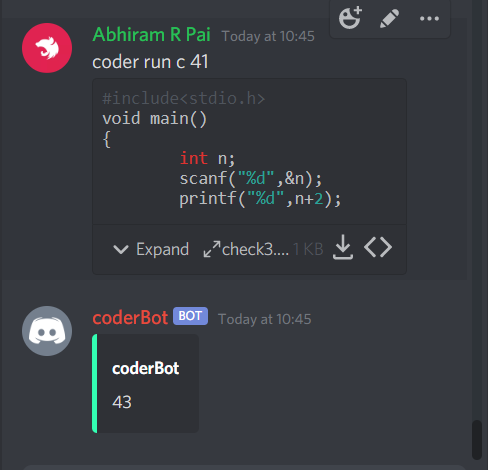 Abhiram R Pai Today at 10:45
coder run c 41
#include<stdio.h>
void main()
{
int n;
scanf("%d",&n);
printf("%d",n+2);
Expand check3.... 1 KB
coderBot BOT Today at 10:45
coderBot
43